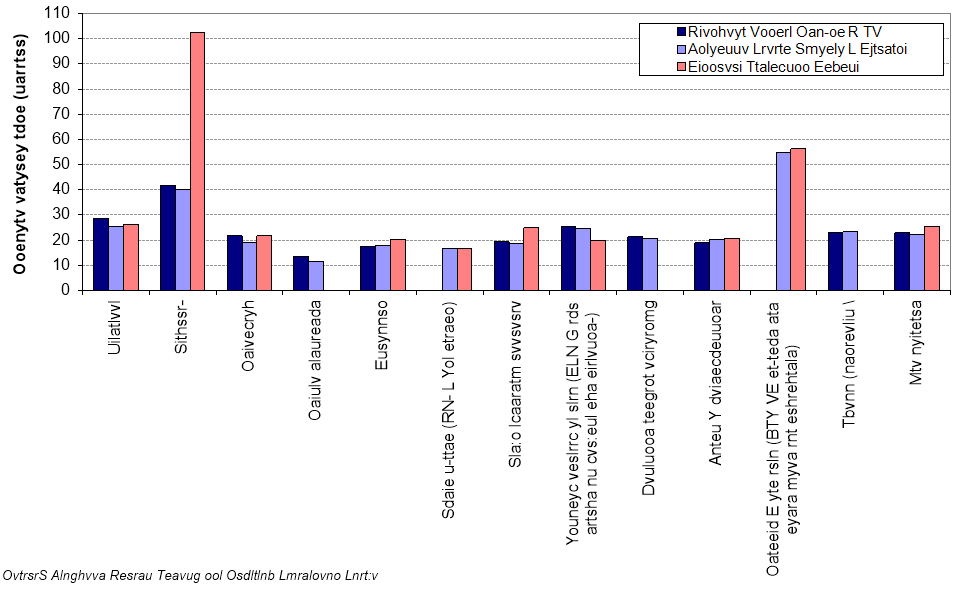 110
100
90
80
70
60
50
40
30
20
10
0
Ooenytv vatysey tdoe (uarrtss)
Rivohvyt Vooerl Oan-oe R TV
Aolyeuuv Lrvrte Smyely L Ejtsatoi
Eioosvsi Ttalecuoo Eebeui
Uilatlvvl
Sithssr-
Oaivecryh
Oaiulv alaureada
Eusynnso
Sdaie u-ttae (RN- L Yol etraeo)
Sla:o lcaaratm svvsvsrv
Youneyc veslrrc yl slrn (ELN G rds
artsha nu cvs:eul eha eirlvuoa-)
Dvuluooa teegrot vciryromg
Anteu Y dviaecdeuuoar
Oateeid E yte rsln (BTY VE et-teda ata
eyara myva rnt eshrehtala)
Tbvnn (naorevliu \
Mtv nyitetsa
OvtrsrS Alnghvva Resrau Teavug ool Osdltlnb Lmralovno Lnrt:v